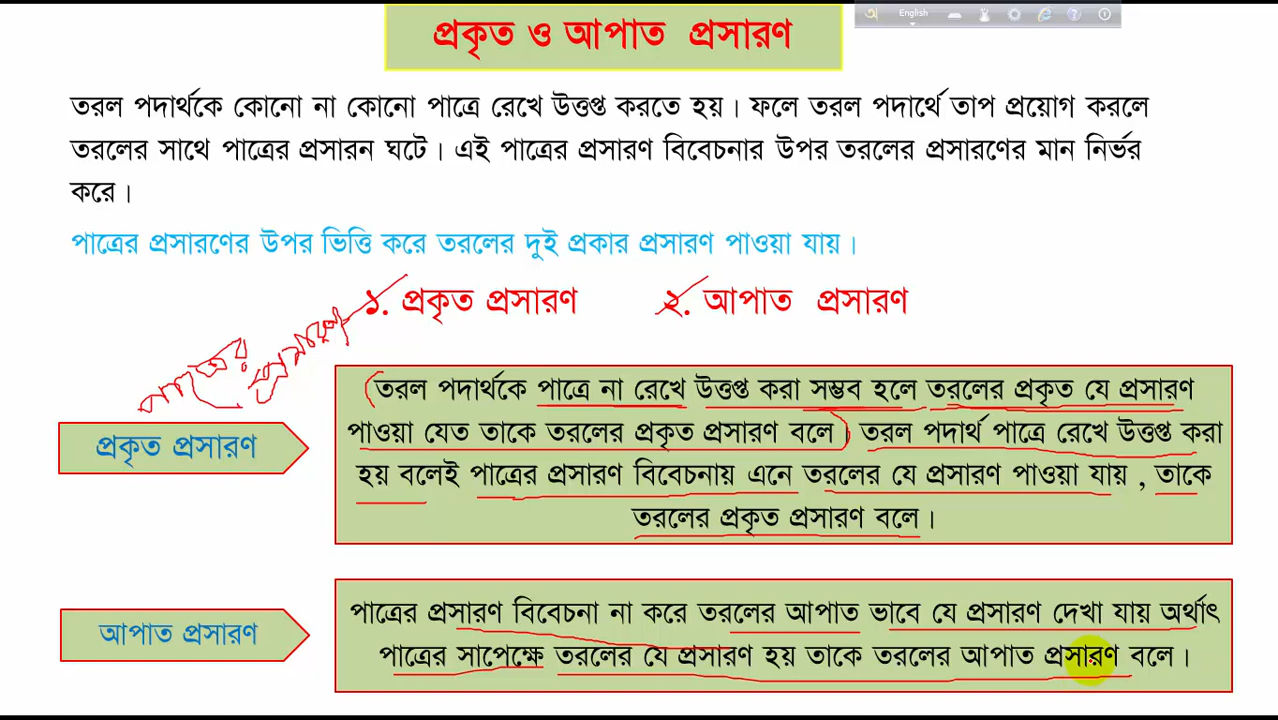 প্রকৃত ও আপাত প্রসারণ
English
তরল পদার্থকে কোনো না কোনো পাত্রে রেখে উত্তপ্ত করতে হয়। ফলে তরল পদার্থে তাপ প্রয়োগ করলে
তরলের সাথে পাত্রের প্রসারন ঘটে। এই পাত্রের প্রসারণ বিবেচনার উপর তরলের প্রসারণের মান নির্ভর
করে।
পাত্রের প্রসারণের উপর ভিত্তি করে তরলের দুই প্রকার প্রসারণ পাওয়া যায়।
১. প্রকৃত প্রসারণ ২. আপাত প্রসারণ
পাত্রের প্রসারণ
প্রকৃত প্রসারণ
(তরল পদার্থকে পাত্রে না রেখে উত্তপ্ত করা সম্ভব হলে তরলের প্রকৃত যে প্রসারণ
পাওয়া যেত তাকে তরলের প্রকৃত প্রসারণ বলে) তরল পদার্থ পাত্রে রেখে উত্তপ্ত করা
হয় বলেই পাত্রের প্রসারণ বিবেচনায় এনে তরলের যে প্রসারণ পাওয়া যায় , তাকে
তরলের প্রকৃত প্রসারণ বলে।
আপাত প্রসারণ
পাত্রের প্রসারণ বিবেচনা না করে তরলের আপাত ভাবে যে প্রসারণ দেখা যায় অর্থাৎ
পাত্রের সাপেক্ষে তরলের যে প্রসারণ হয় তাকে তরলের আপাত প্রসারণ বলে।